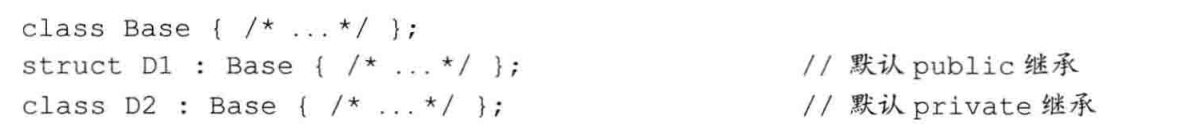 class Base { /* ...*/ };
struct D1 : Base { /* ...*/ }; // 默认 public 继承
class D2 : Base { /* ...*/ }; // 默认 private 继承